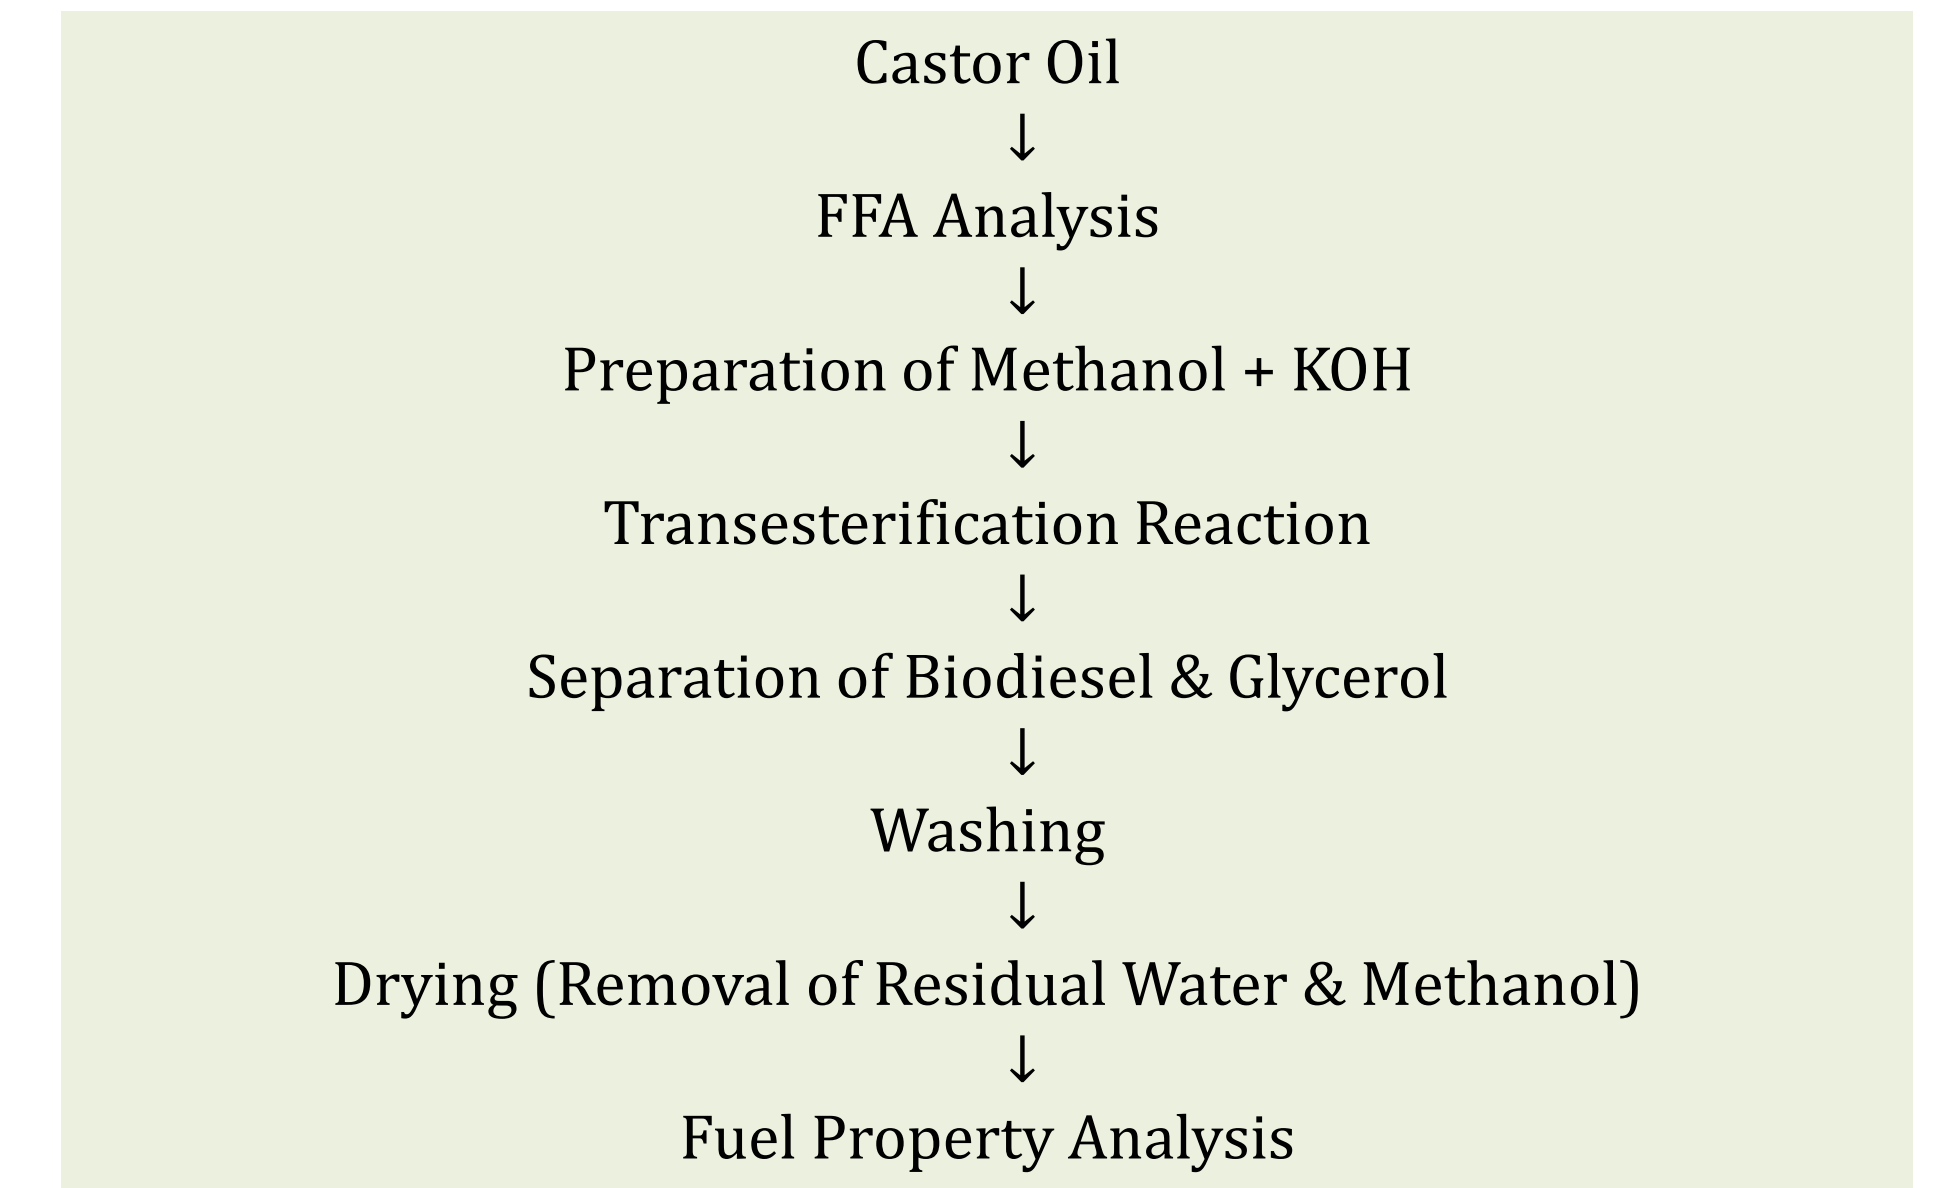 Castor Oil
↓
FFA Analysis
↓
Preparation of Methanol + KOH
↓
Transesterification Reaction
↓
Separation of Biodiesel & Glycerol
↓
Washing
↓
Drying (Removal of Residual Water & Methanol)
↓
Fuel Property Analysis